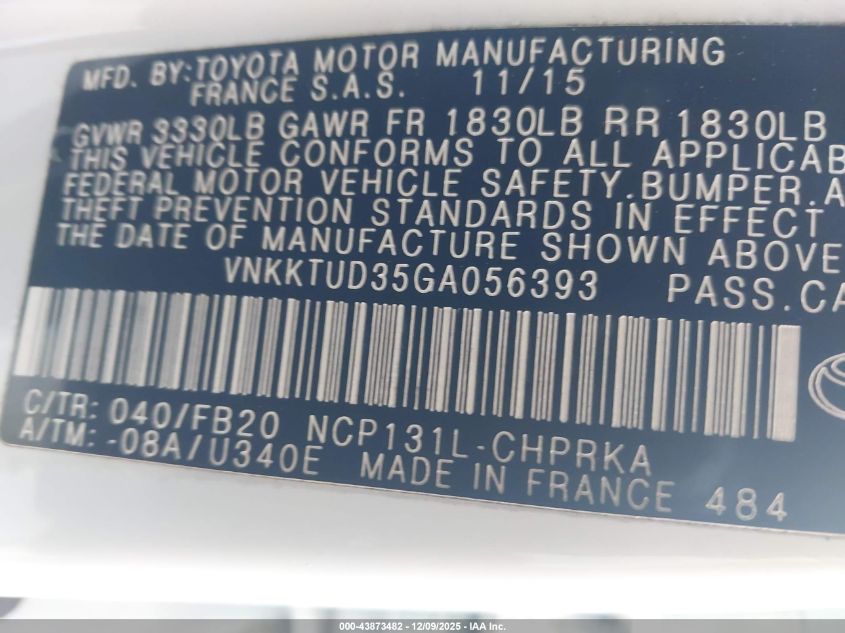 MFD. BY:TOYOTA MOTOR MANUFACTURING
FRANCE S.A.S. 11/15
GVWR 3330LB GAWR FR 1830LB RR 1830LB
THIS VEHICLE CONFORMS TO ALL APPLICAB
FEDERAL MOTOR VEHICLE SAFETY.BUMPER.A
THEFT PREVENTION STANDARDS IN EFFECT
THE DATE OF MANUFACTURE SHOWN ABOVE
VNKKTUD35GA056393 PASS.CA
C/TR: 040/FB20 NCP131L-CHPRKA
A/TM: -08A/U340E MADE IN FRANCE 484
000-43873482 • 12/09/2025 • IAA Inc.